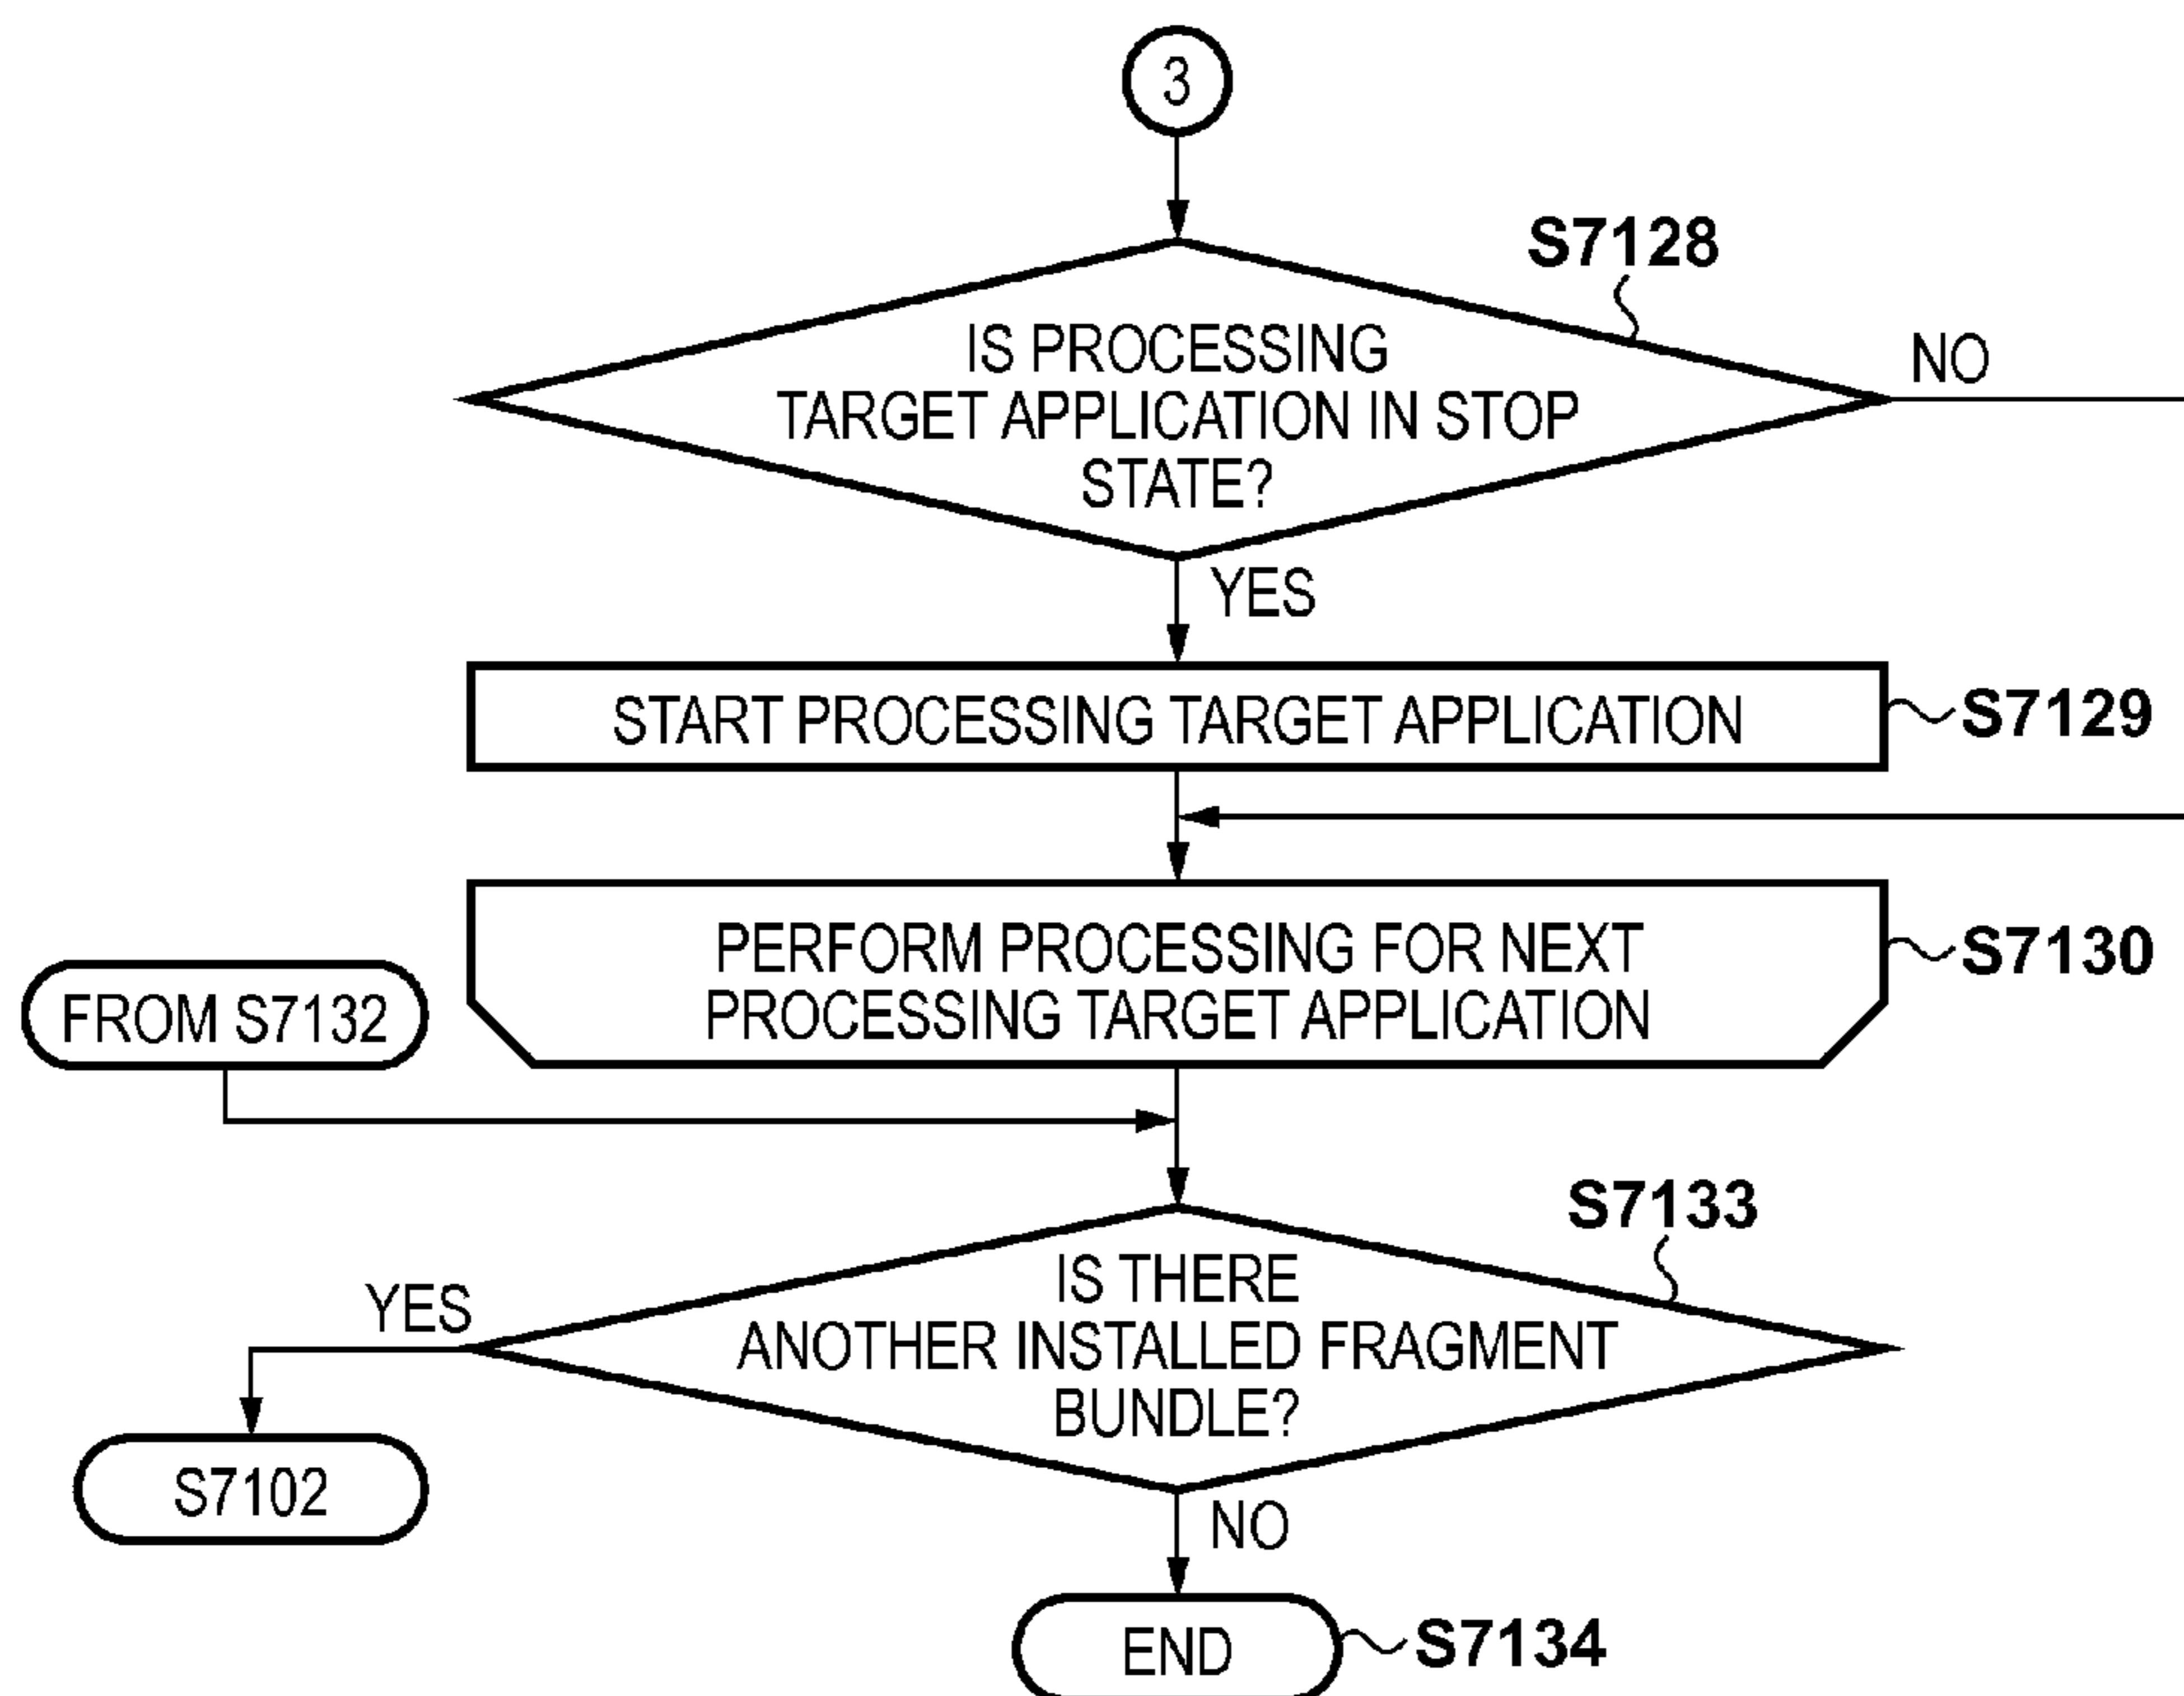 3
S7128
IS PROCESSING
TARGET APPLICATION IN STOP
STATE?
NO
YES
START PROCESSING TARGET APPLICATION
S7129
PERFORM PROCESSING FOR NEXT
PROCESSING TARGET APPLICATION
S7130
FROM S7132
S7133
IS THERE
ANOTHER INSTALLED FRAGMENT
BUNDLE?
YES
S7102
NO
END
S7134